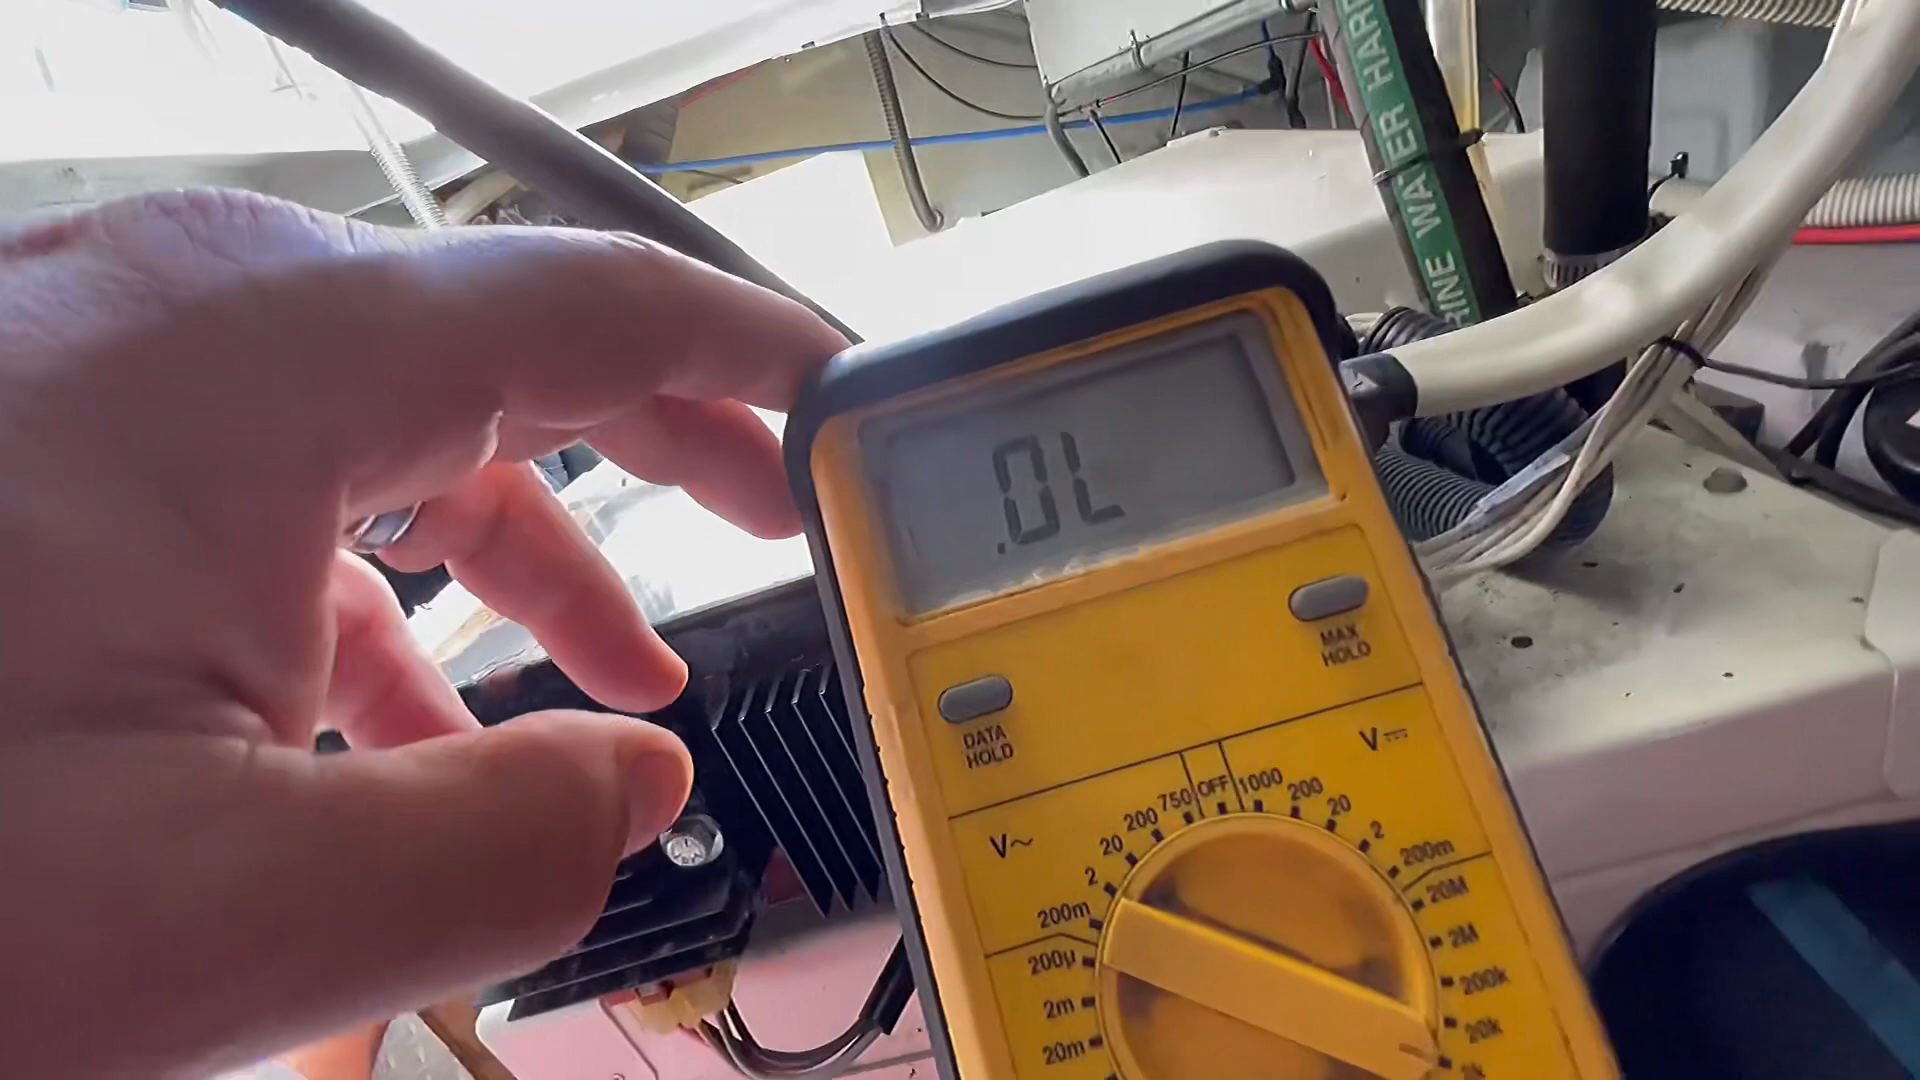 RINE WATER HARD
.0L
MAX
HOLD
DATA
HOLD
V⎓
V~
750
OFF
1000
200
200
20
20
2
2
200m
200m
20M
200µ
2M
2m
200k
20m
20k